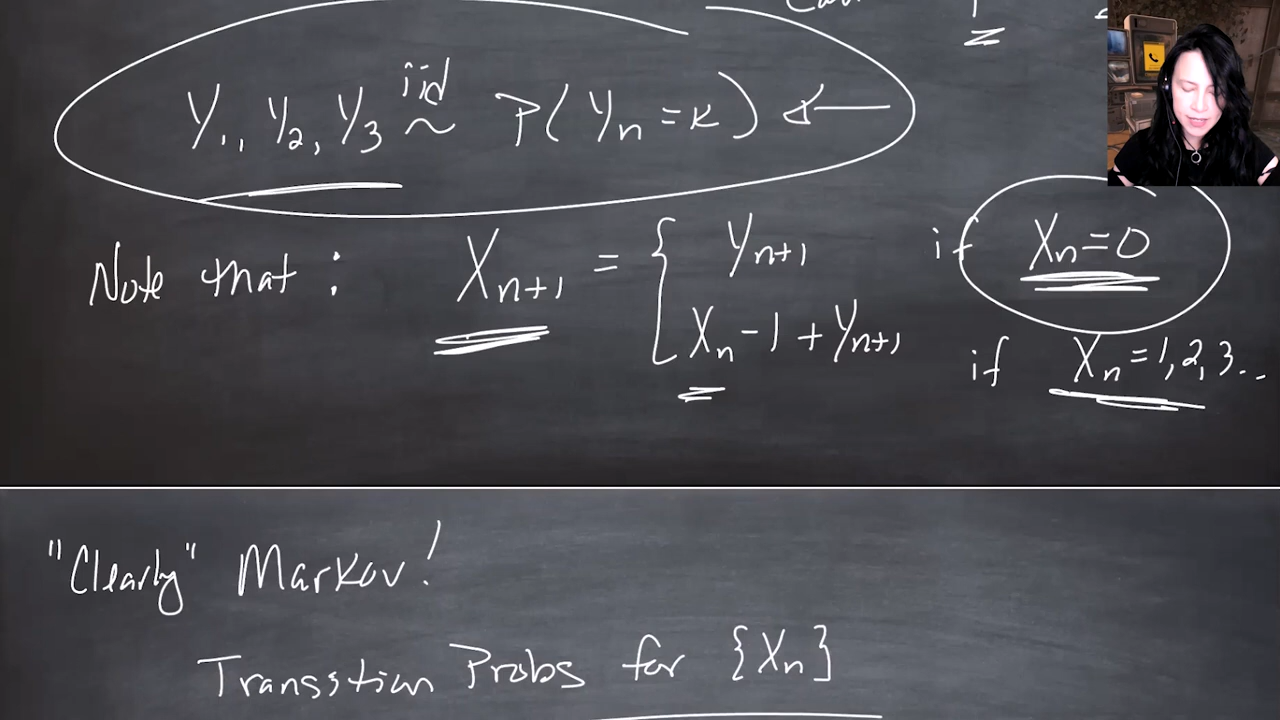 Y₁, Y₂, Y₃ iid ~ P(Yₙ=k) ←
Note that: Xₙ₊₁ = { Yₙ₊₁ if Xₙ=0
Xₙ-1+Yₙ₊₁ if Xₙ=1,2,3...
"Clearly" Markov!
Transstion Probs for {Xₙ}